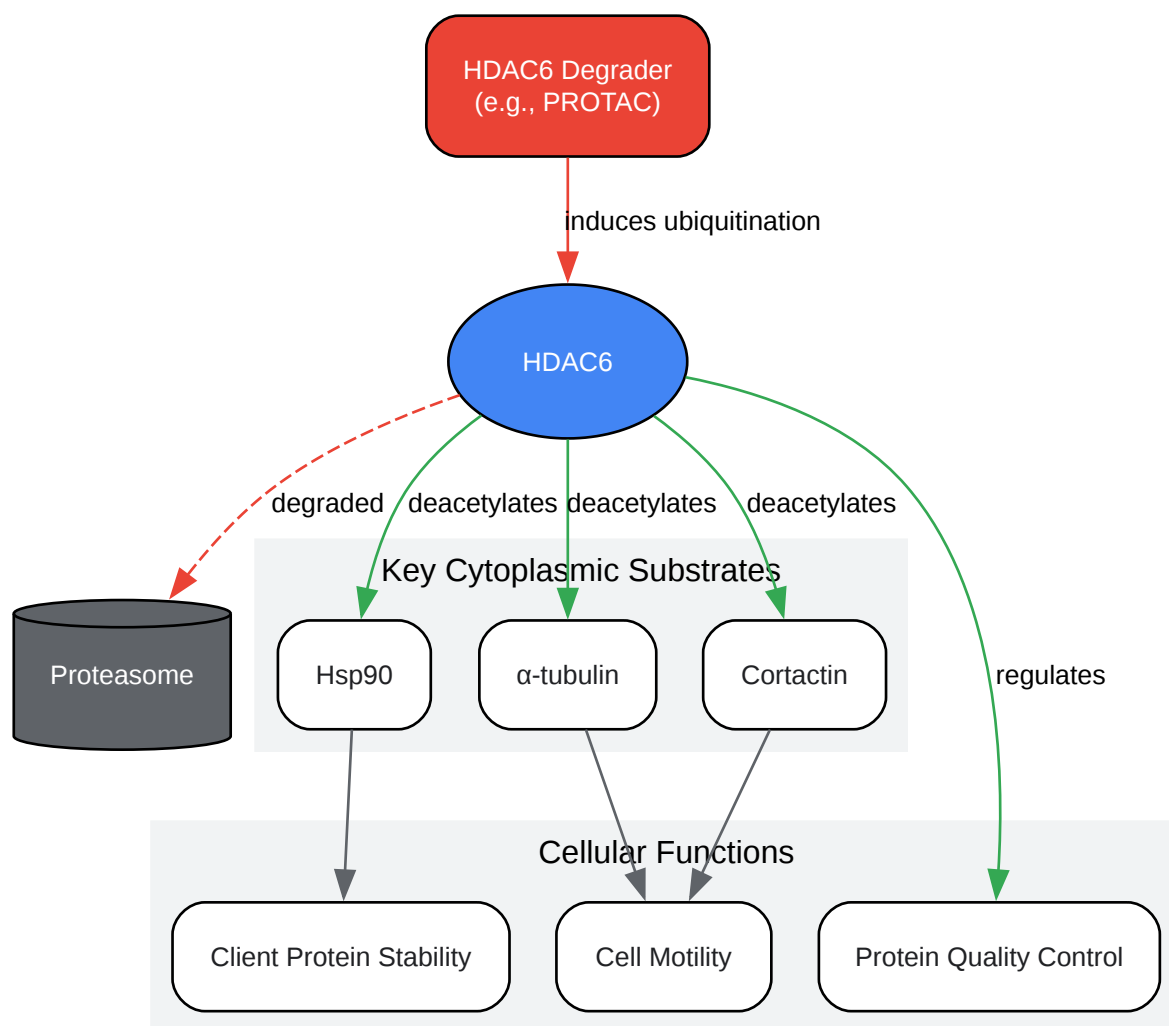 HDAC6 Degrader
(e.g., PROTAC)
induces ubiquitination
HDAC6
degraded
deacetylates
deacetylates
deacetylates
Key Cytoplasmic Substrates
Proteasome
Hsp90
α-tubulin
Cortactin
regulates
Cellular Functions
Client Protein Stability
Cell Motility
Protein Quality Control